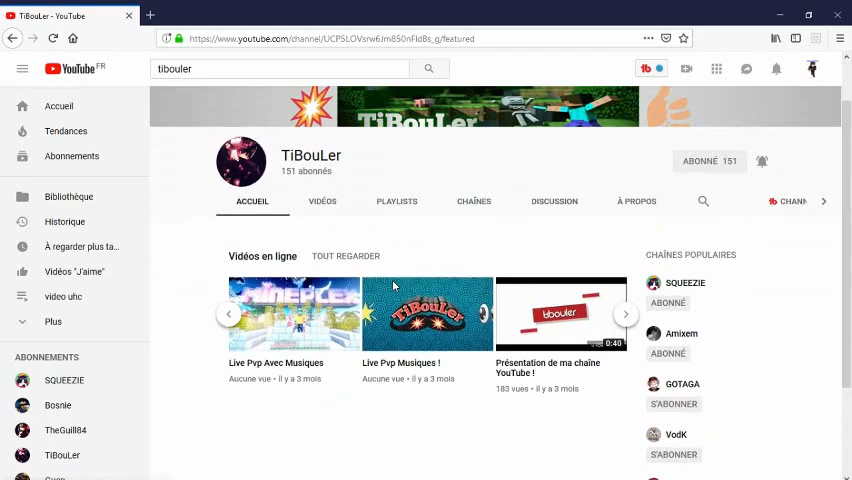 TiBouLer - YouTube
https://www.youtube.com/channel/UCPSLOVsrw6Jm850nFldBs_g/featured
YouTube FR
tibouler
Accueil
Tendances
Abonnements
Bibliothèque
Historique
À regarder plus ta...
Vidéos "J'aime"
video uhc
Plus
ABONNEMENTS
SQUEEZIE
Bosnie
TheGuill84
TiBouLer
TiBouLer
TiBouLer
151 abonnés
ABONNÉ 151
ACCUEIL
VIDÉOS
PLAYLISTS
CHAÎNES
DISCUSSION
À PROPOS
tb CHANN
Vidéos en ligne
TOUT REGARDER
MINEPLEX
TiBouLer
tibouler
0:40
Live Pvp Avec Musiques
Aucune vue • il y a 3 mois
Live Pvp Musiques !
Aucune vue • il y a 3 mois
Présentation de ma chaîne
YouTube !
183 vues • il y a 3 mois
CHAÎNES POPULAIRES
SQUEEZIE
ABONNÉ
Amixem
ABONNÉ
GOTAGA
S'ABONNER
VodK
S'ABONNER